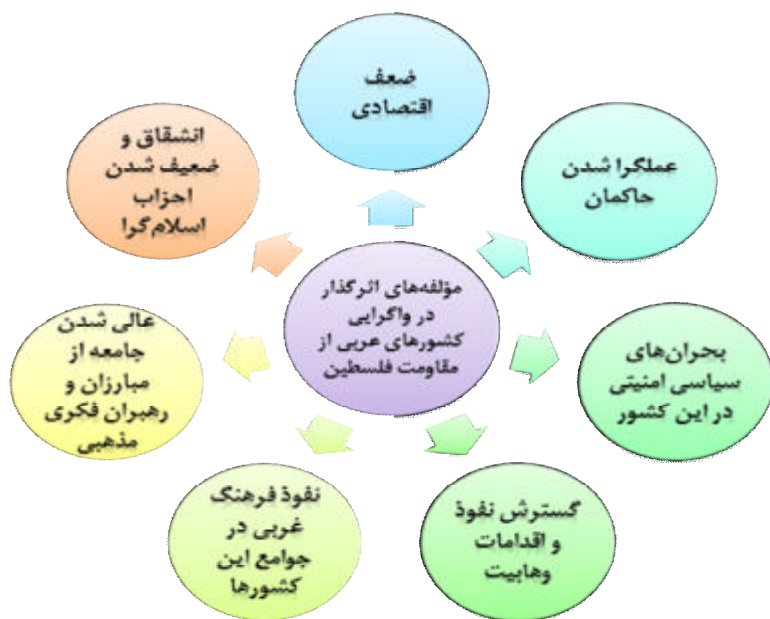 ضعف
اقتصادی
عملگرا شدن
حاکمان
بحران‌های
سیاسی امنیتی
در این کشور
گسترش نفوذ
و اقدامات
وهابیت
نفوذ فرهنگ
غربی در
جوامع این
کشورها
عالی شدن
جامعه از
مبارزان و
رهبران فکری
مذهبی
انشقاق و
ضعیف شدن
احزاب
اسلام‌گرا
مؤلفه‌های اثرگذار
در واگرایی
کشورهای عربی از
مقاومت فلسطین